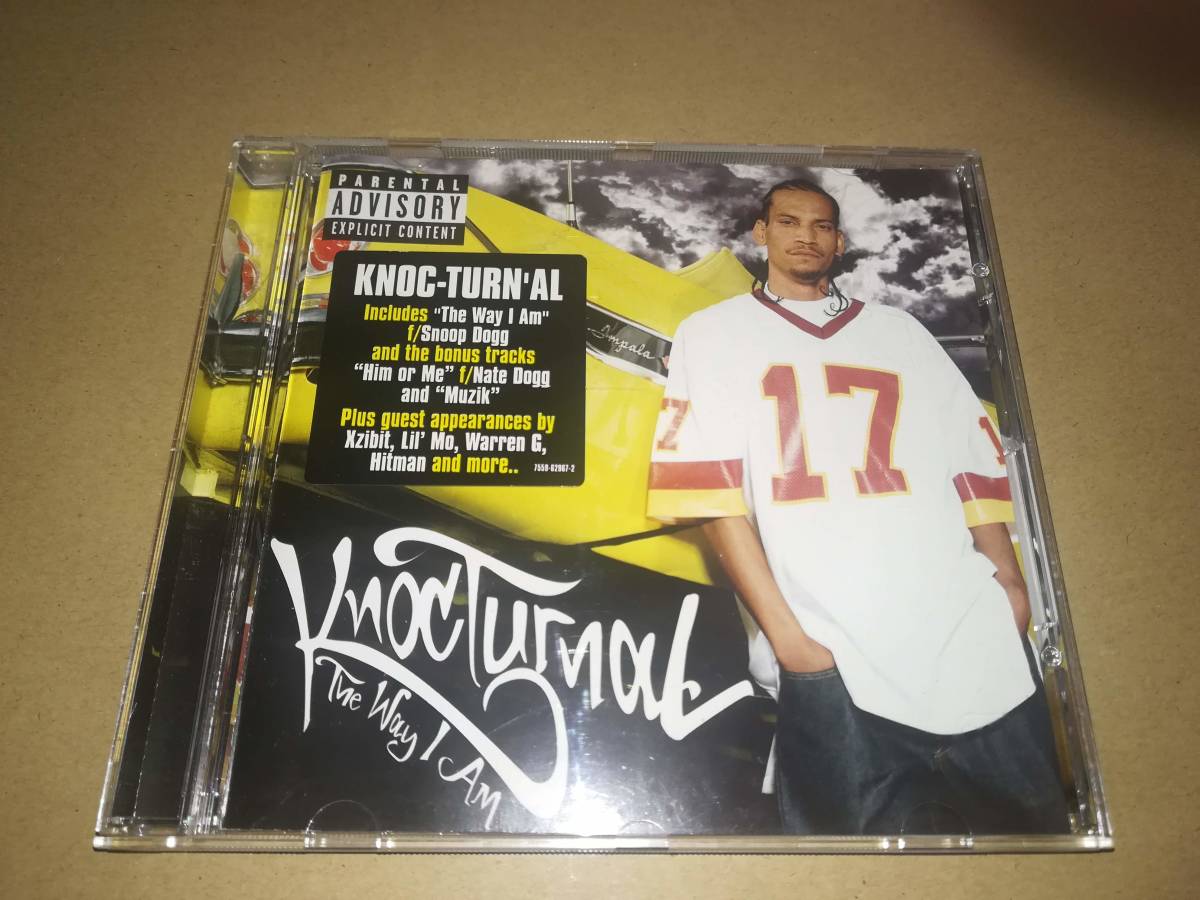 PARENTAL
ADVISORY
EXPLICIT CONTENT
KNOC-TURN'AL
Includes "The Way I Am"
f/Snoop Dogg
and the bonus tracks
"Him or Me" f/Nate Dogg
and "Muzik"
Plus guest appearances by
Xzibit, Lil' Mo, Warren G,
Hitman and more..
7559-62967-2
Impala
17
17
1
KnocTurnal
The Way I Am